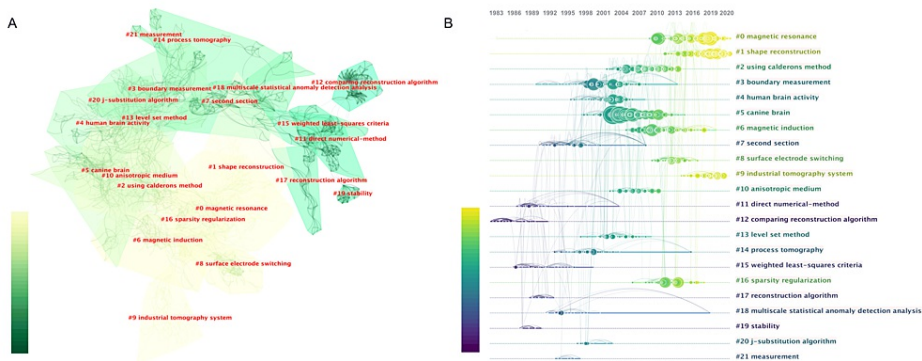 A
#21 measurement
#14 process tomography
#12 comparing reconstruction algorithm
#3 boundary measurement
#18 multiscale statistical anomaly detection analysis
#20 j-substitution algorithm
#7 second section
#13 level set method
#4 human brain activity
#15 weighted least-squares criteria
#11 direct numerical-method
#5 canine brain
#1 shape reconstruction
#10 anisotropic medium
#2 using calderons method
#17 reconstruction algorithm
#19 stability
#0 magnetic resonance
#16 sparsity regularization
#6 magnetic induction
#8 surface electrode switching
#9 industrial tomography system
B
1983 1986 1989 1992 1995 1998 2001 2004 2007 2010 2013 2016 2019 2020
#0 magnetic resonance
#1 shape reconstruction
#2 using calderons method
#3 boundary measurement
#4 human brain activity
#5 canine brain
#6 magnetic induction
#7 second section
#8 surface electrode switching
#9 industrial tomography system
#10 anisotropic medium
#11 direct numerical-method
#12 comparing reconstruction algorithm
#13 level set method
#14 process tomography
#15 weighted least-squares criteria
#16 sparsity regularization
#17 reconstruction algorithm
#18 multiscale statistical anomaly detection analysis
#19 stability
#20 j-substitution algorithm
#21 measurement